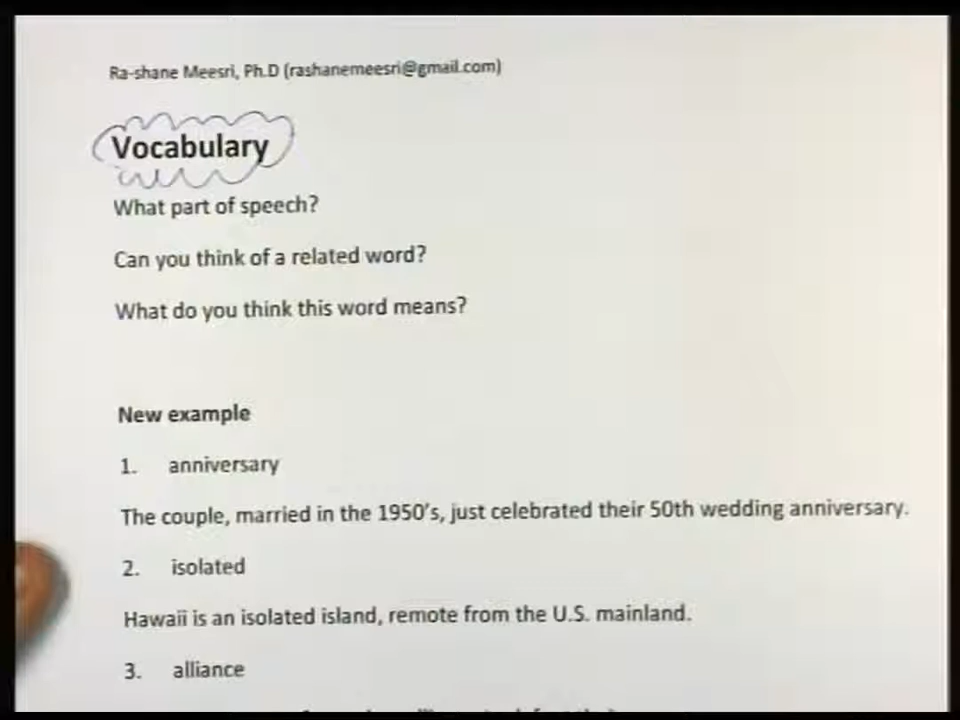 Ra-shane Meesri, Ph.D (rashanemeesri@gmail.com)
Vocabulary
What part of speech?
Can you think of a related word?
What do you think this word means?
New example
1. anniversary
The couple, married in the 1950's, just celebrated their 50th wedding anniversary.
2. isolated
Hawaii is an isolated island, remote from the U.S. mainland.
3. alliance